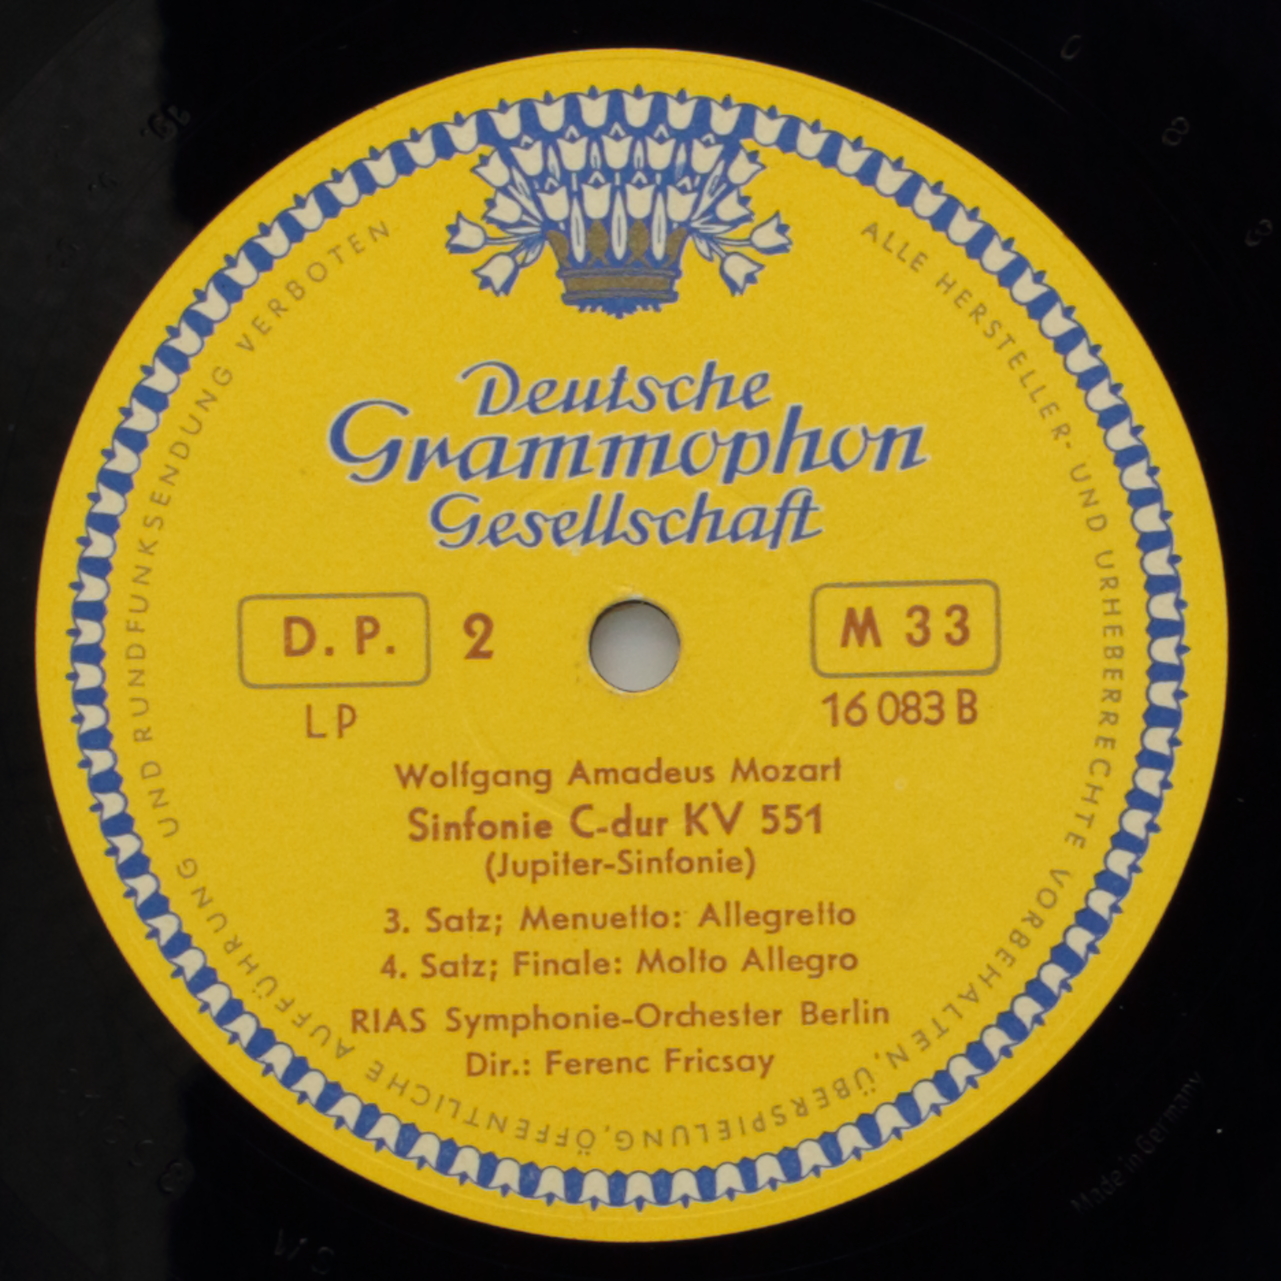 Deutsche
Grammophon
Gesellschaft
D. P. 2
M 33
LP
16 083 B
Wolfgang Amadeus Mozart
Sinfonie C-dur KV 551
(Jupiter-Sinfonie)
3. Satz; Menuetto: Allegretto
4. Satz; Finale: Molto Allegro
RIAS Symphonie-Orchester Berlin
Dir.: Ferenc Fricsay
ALLE HERSTELLER- UND URHEBERRECHTE VORBEHALTEN, ÜBERSPIELUNG, ÖFFENTLICHE AUFFÜHRUNG UND RUNDFUNKSENDUNG VERBOTEN
Made in Germany